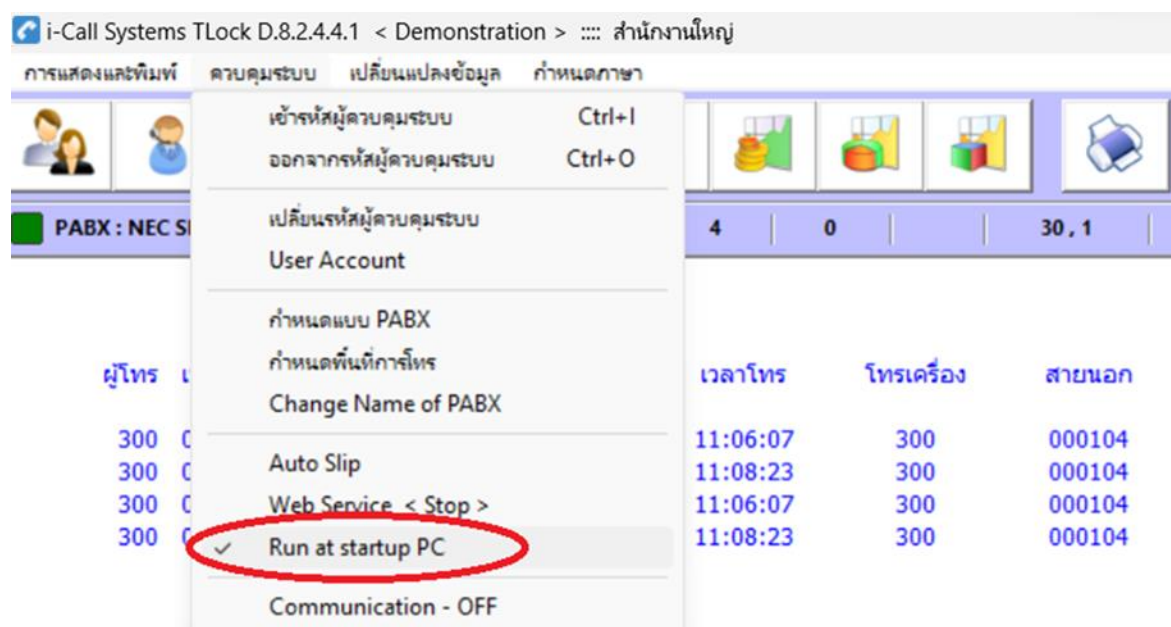 i-Call Systems TLock D.8.2.4.4.1 < Demonstration > :::: สำนักงานใหญ่
การแสดงและพิมพ์ ควบคุมระบบ เปลี่ยนแปลงข้อมูล กำหนดภาษา
เข้ารหัสผู้ควบคุมระบบ Ctrl+I
ออกจากรหัสผู้ควบคุมระบบ Ctrl+O
เปลี่ยนรหัสผู้ควบคุมระบบ
PABX : NEC 4 0 30 , 1
User Account
กำหนดแบบ PABX
กำหนดพื้นที่การโทร
ผู้โทร เวลาโทร โทรเครื่อง สายนอก
Change Name of PABX
300 11:06:07 300 000104
Auto Slip
300 11:08:23 300 000104
Web Service < Stop >
300 11:06:07 300 000104
Run at startup PC
300 11:08:23 300 000104
Communication - OFF